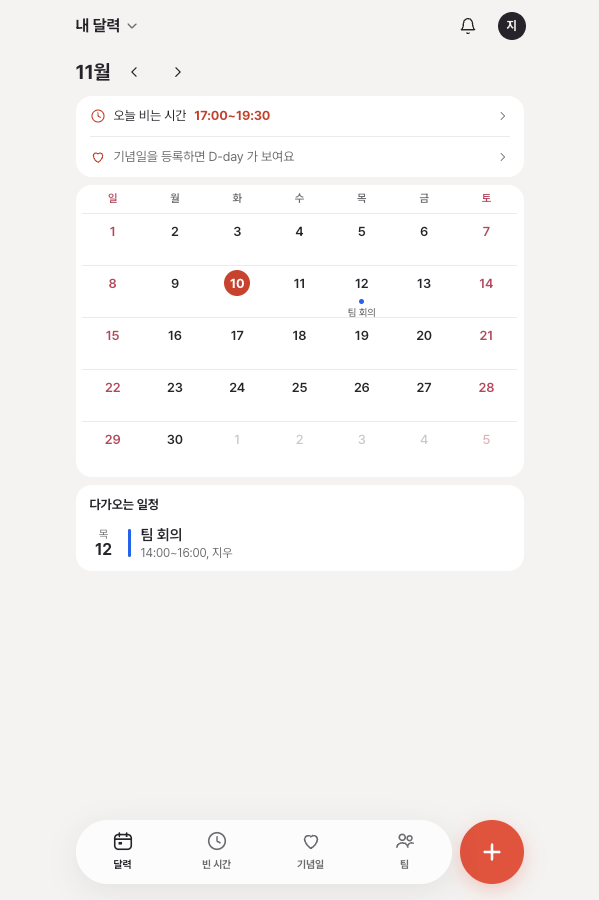 내 달력
지
11월
오늘 비는 시간 17:00~19:30
기념일을 등록하면 D-day 가 보여요
일 월 화 수 목 금 토
1 2 3 4 5 6 7
8 9 10 11 12 13 14
팀 회의
15 16 17 18 19 20 21
22 23 24 25 26 27 28
29 30 1 2 3 4 5
다가오는 일정
목
12
팀 회의
14:00~16:00, 지우
달력 빈 시간 기념일 팀